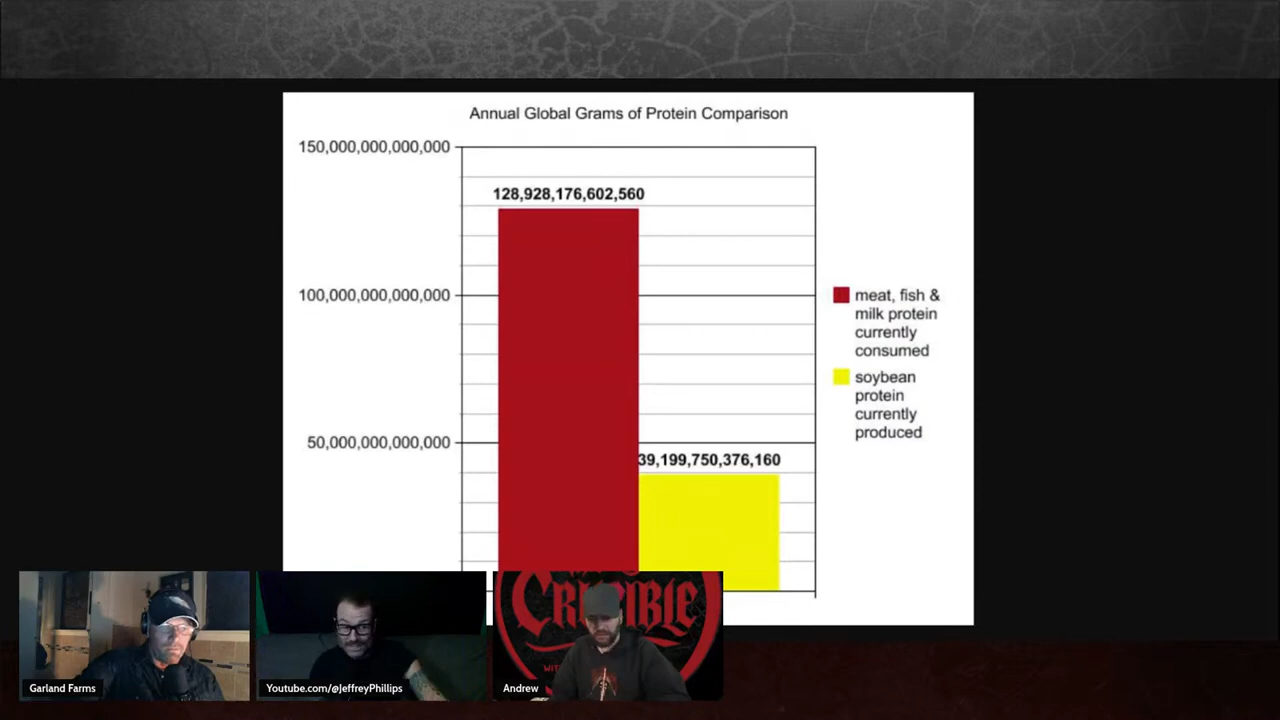 Annual Global Grams of Protein Comparison
150,000,000,000,000
128,928,176,602,560
100,000,000,000,000
meat, fish &
milk protein
currently
consumed
soybean
protein
currently
produced
50,000,000,000,000
39,199,750,376,160
CRUCIBLE
Garland Farms
Youtube.com/@JeffreyPhillips
Andrew